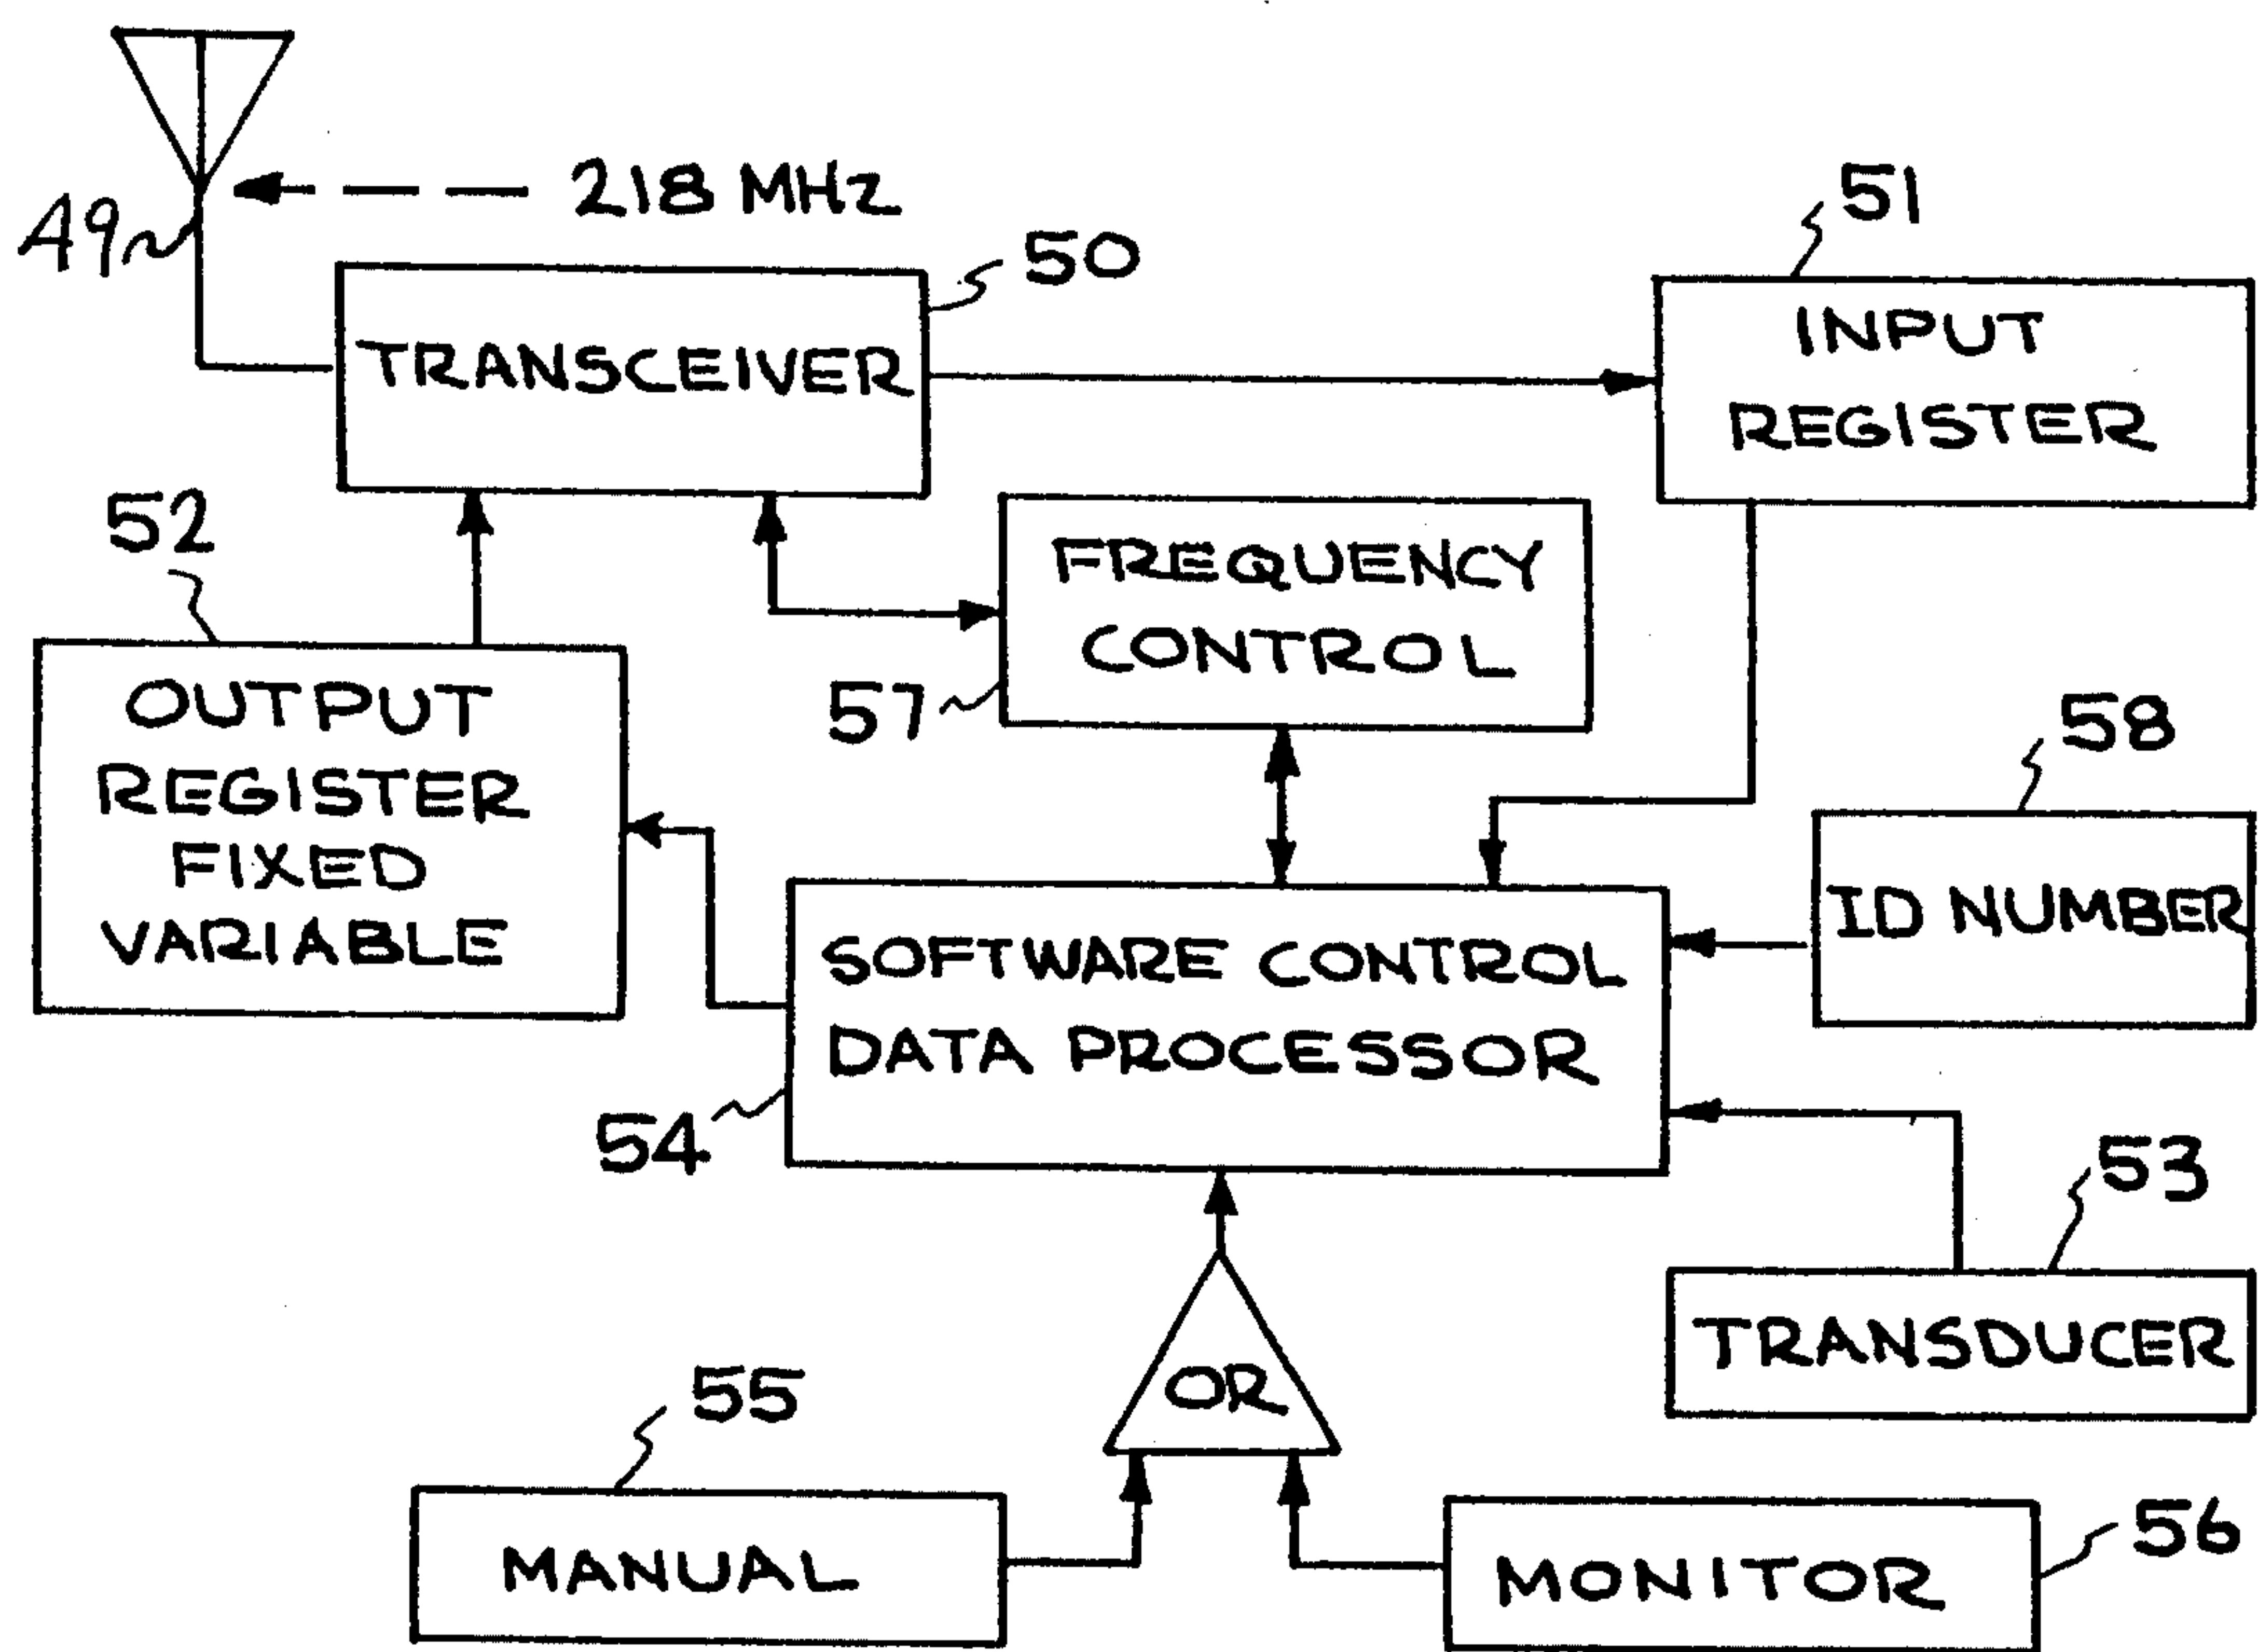 49
218 MHz
50
TRANSCEIVER
51
INPUT
REGISTER
52
OUTPUT
REGISTER
FIXED
VARIABLE
FREQUENCY
CONTROL
57
58
ID NUMBER
SOFTWARE CONTROL
DATA PROCESSOR
54
53
TRANSDUCER
OR
55
MANUAL
56
MONITOR